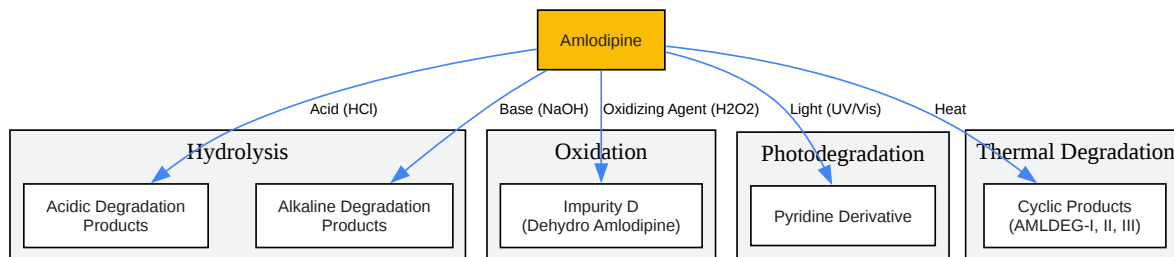 Amlodipine
Acid (HCl)
Base (NaOH)
Oxidizing Agent (H2O2)
Light (UV/Vis)
Heat
Hydrolysis
Oxidation
Photodegradation
Thermal Degradation
Acidic Degradation
Products
Alkaline Degradation
Products
Impurity D
(Dehydro Amlodipine)
Pyridine Derivative
Cyclic Products
(AMLDEG-I, II, III)